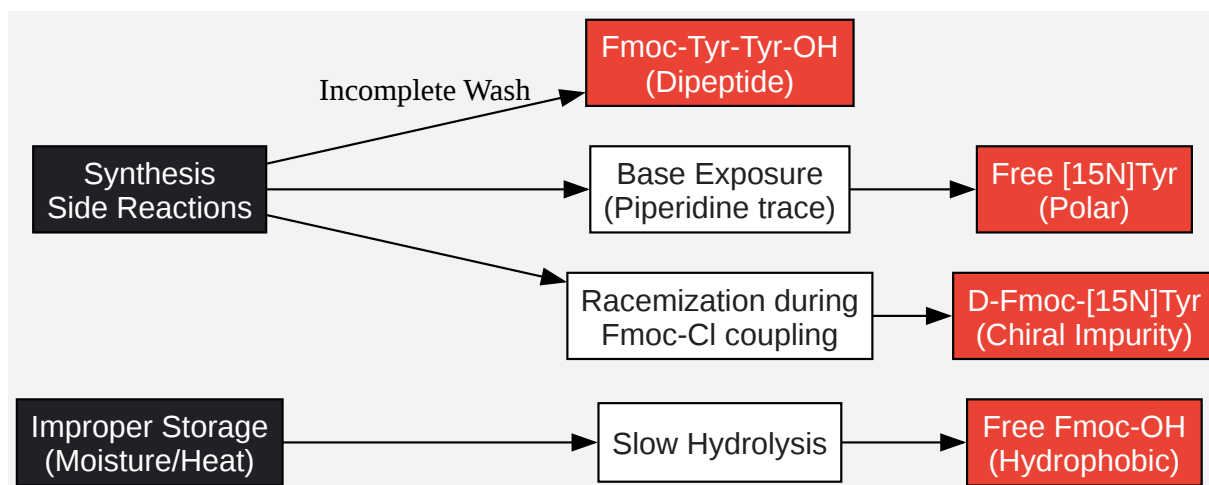 Fmoc-Tyr-Tyr-OH
(Dipeptide)
Incomplete Wash
Synthesis
Side Reactions
Base Exposure
(Piperidine trace)
Free [15N]Tyr
(Polar)
Racemization during
Fmoc-Cl coupling
D-Fmoc-[15N]Tyr
(Chiral Impurity)
Improper Storage
(Moisture/Heat)
Slow Hydrolysis
Free Fmoc-OH
(Hydrophobic)